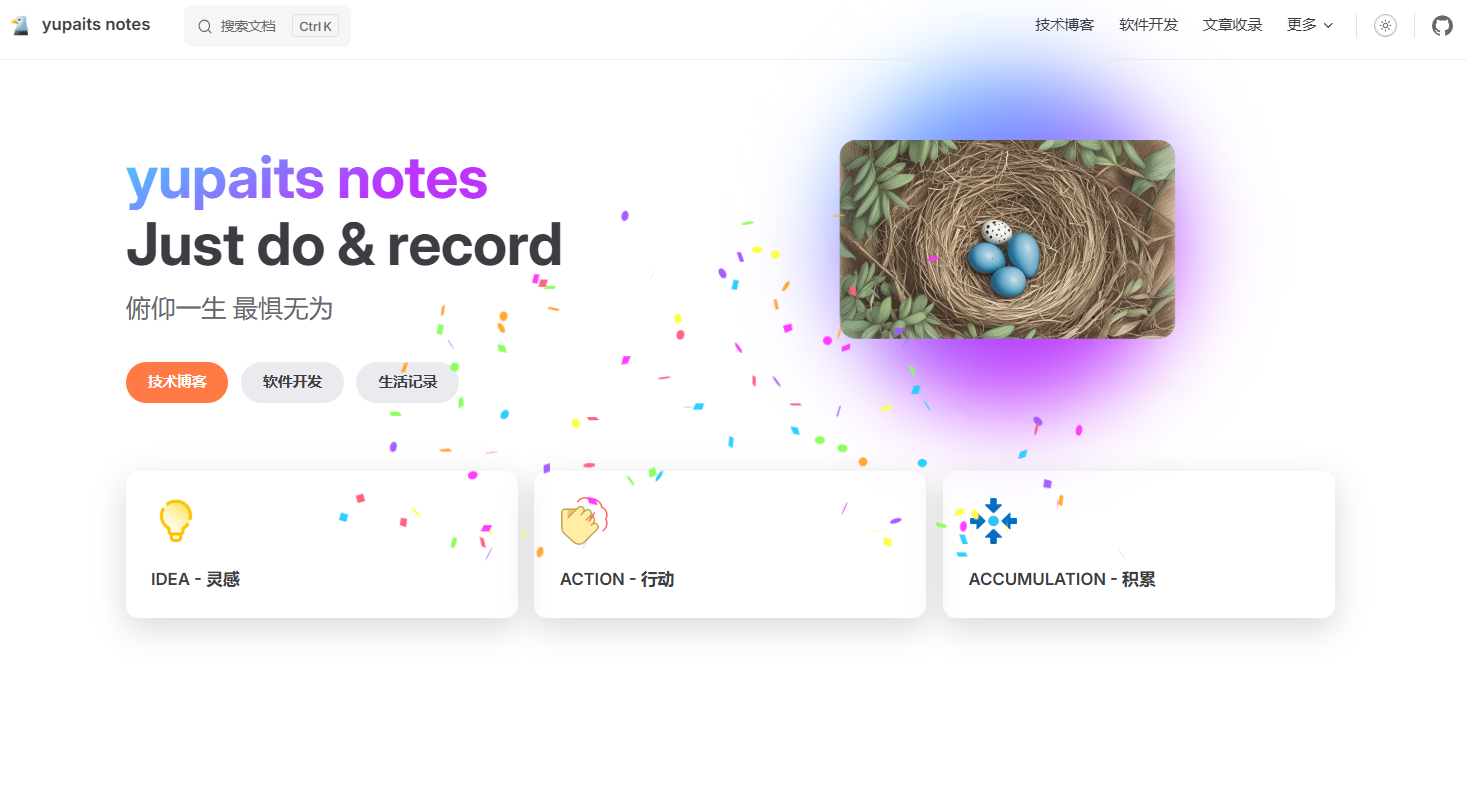 yupaits notes
搜索文档
Ctrl K
技术博客
软件开发
文章收录
更多
yupaits notes
Just do & record
俯仰一生 最惧无为
技术博客
软件开发
生活记录
IDEA - 灵感
ACTION - 行动
ACCUMULATION - 积累